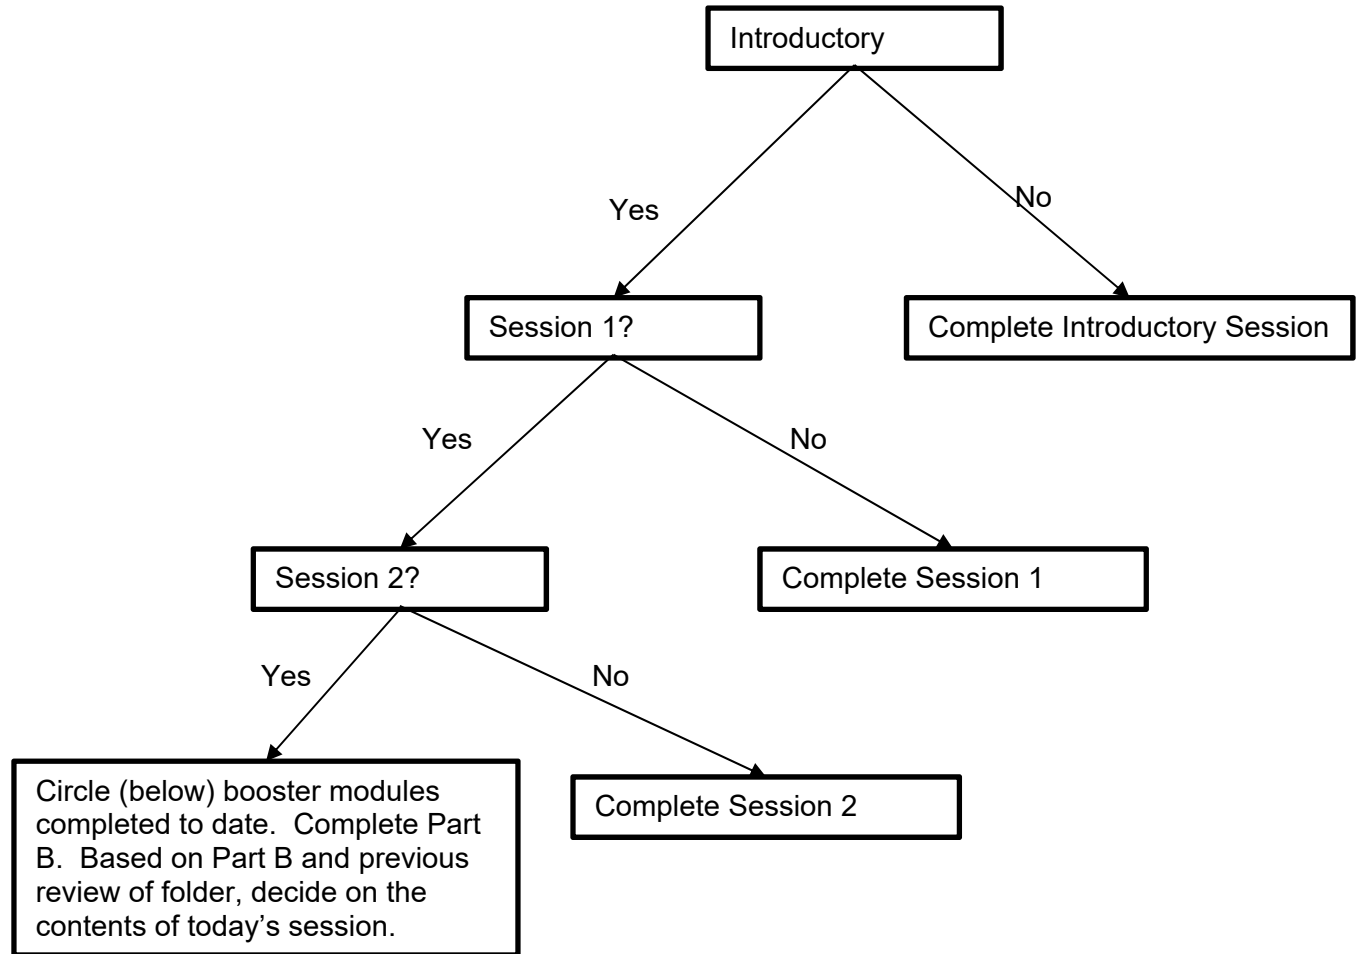 Introductory
Yes
No
Session 1?
Complete Introductory Session
Yes
No
Session 2?
Complete Session 1
Yes
No
Circle (below) booster modules
completed to date.  Complete Part
B.  Based on Part B and previous
review of folder, decide on the
contents of today’s session.
Complete Session 2